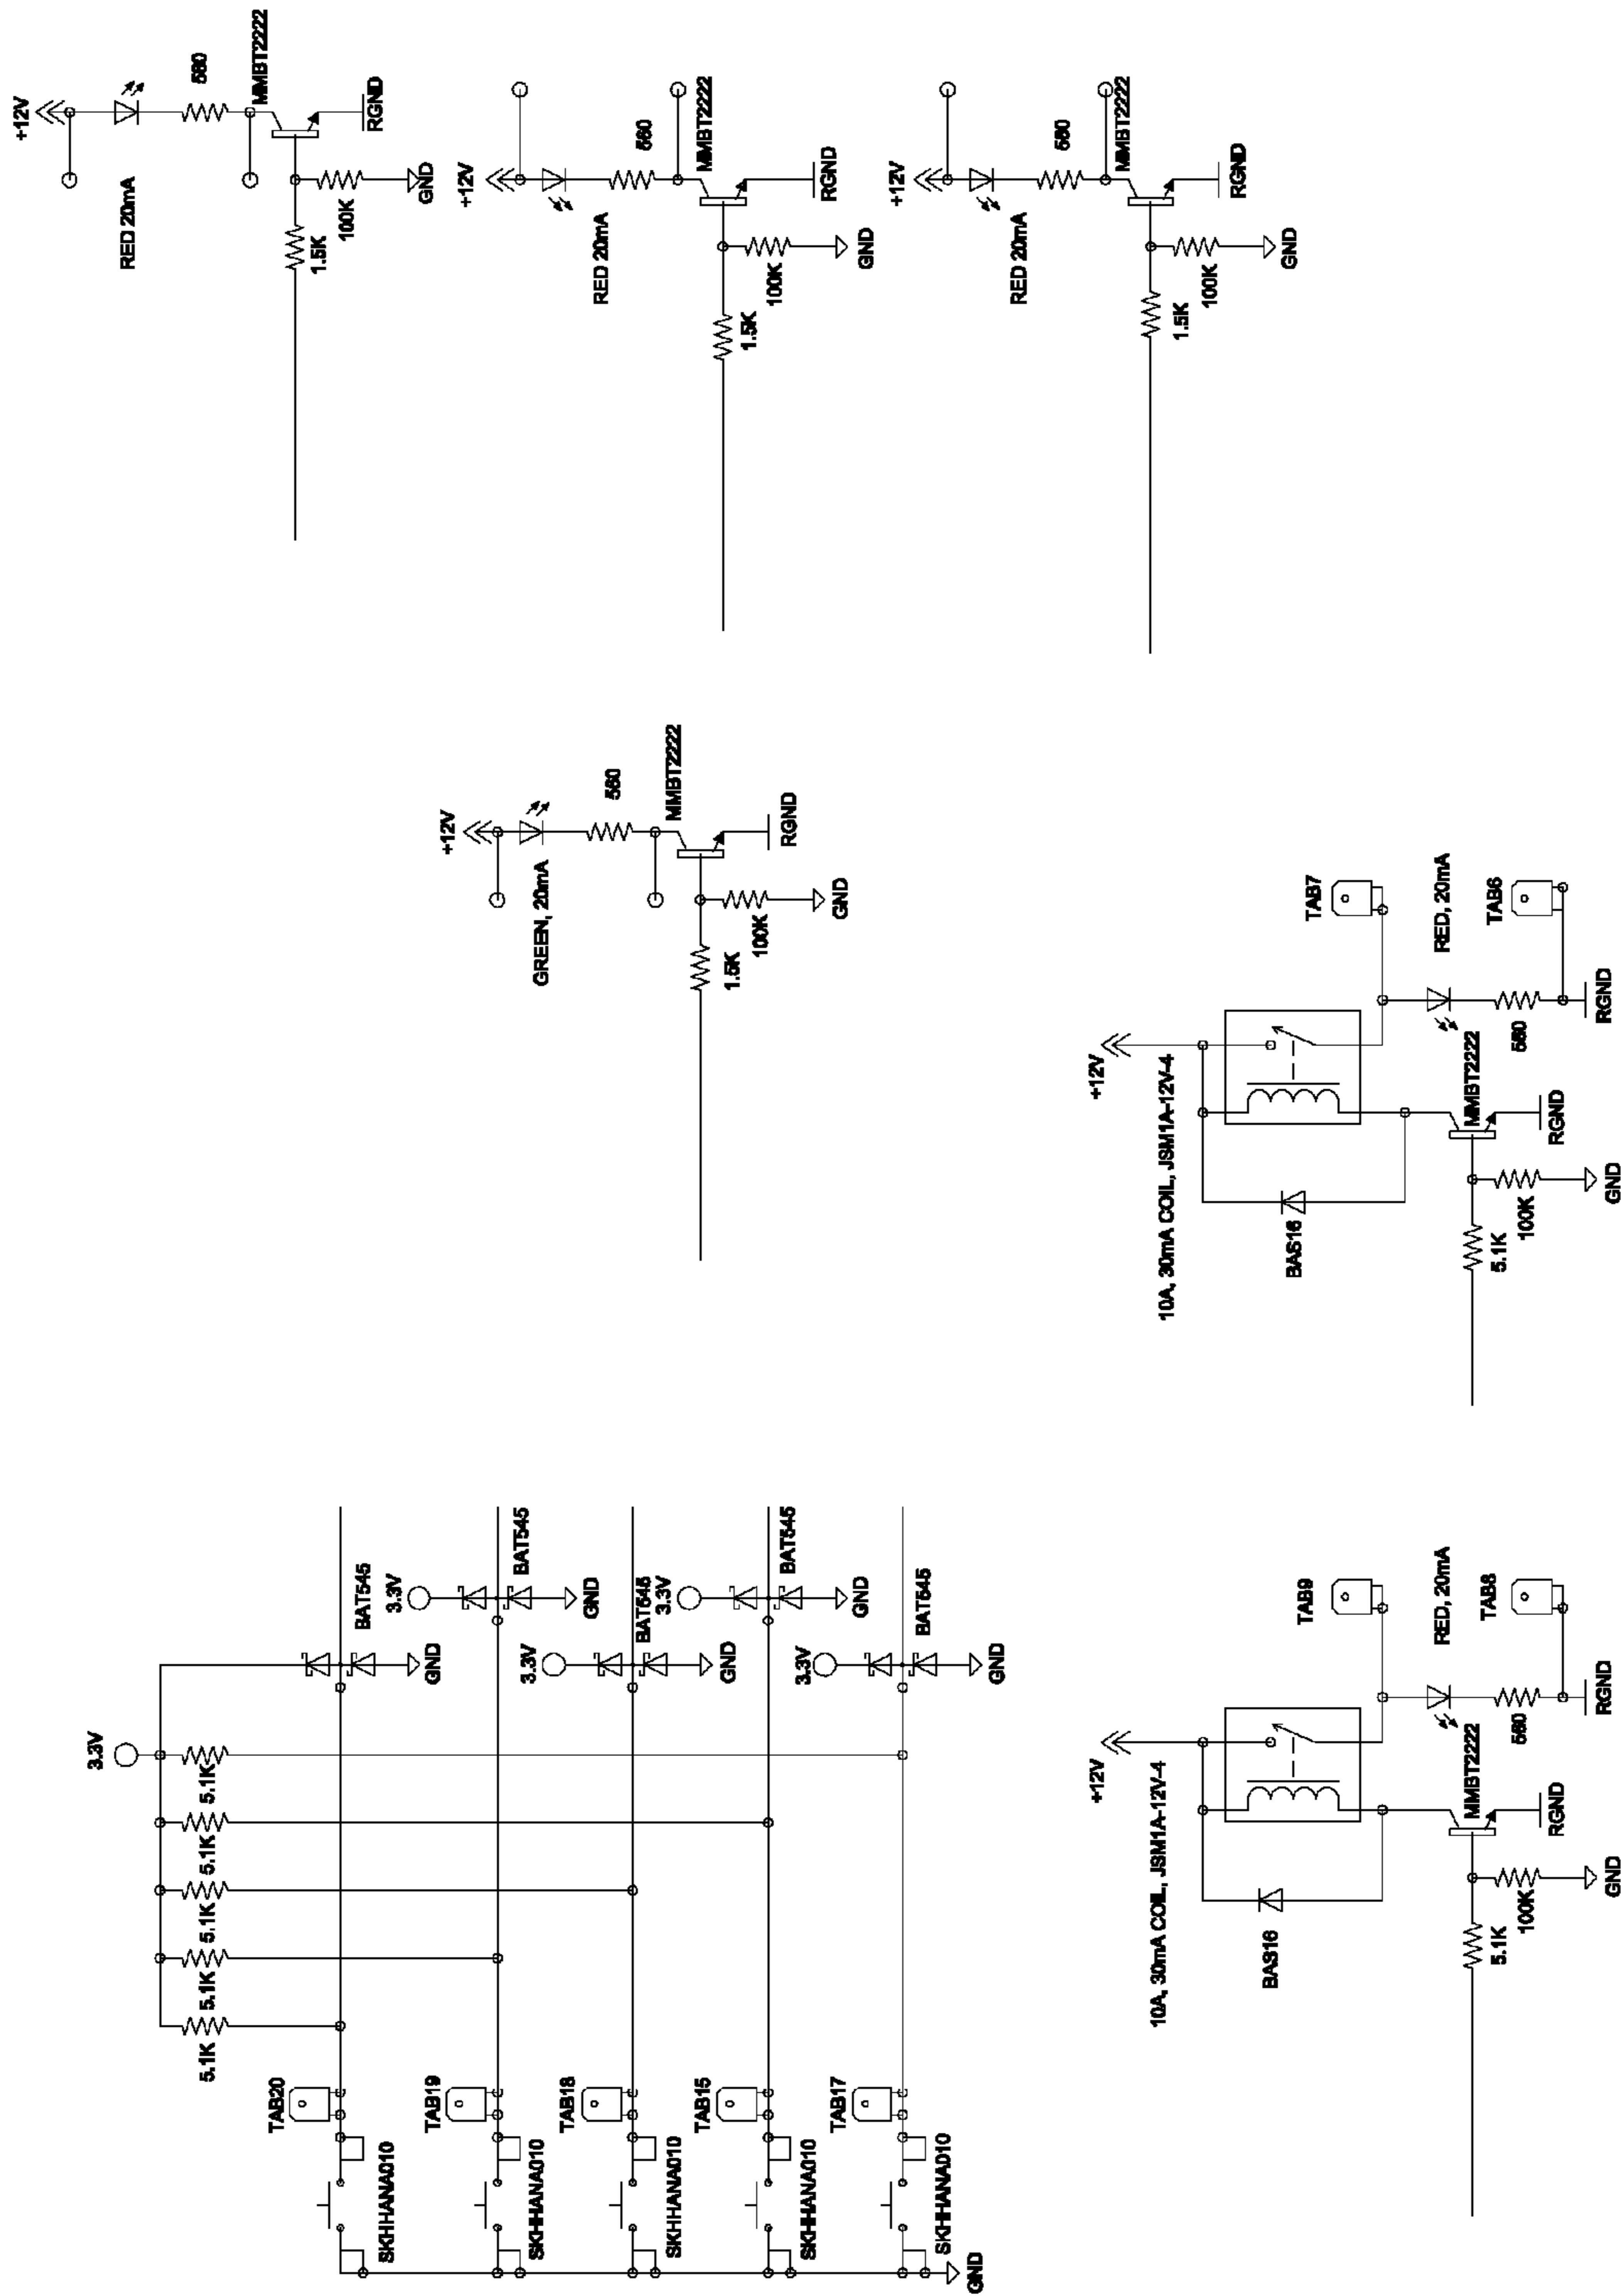 +12V
RED 20mA
560
MMBT2222
1.5K
100K
RGND
GND
+12V
RED 20mA
560
MMBT2222
1.5K
100K
RGND
GND
+12V
RED 20mA
560
MMBT2222
1.5K
100K
RGND
GND
+12V
GREEN, 20mA
560
MMBT2222
1.5K
100K
RGND
GND
3.3V
5.1K
5.1K
5.1K
5.1K
5.1K
TAB20
SKHHANA010
BAT545
GND
TAB19
SKHHANA010
3.3V
BAT545
GND
TAB18
SKHHANA010
3.3V
BAT545
GND
TAB15
SKHHANA010
3.3V
BAT545
GND
TAB17
SKHHANA010
3.3V
BAT545
GND
GND
+12V
10A, 30mA COIL, JSM1A-12V-4
BAS16
TAB7
RED, 20mA
TAB6
MMBT2222
560
5.1K
100K
RGND
RGND
GND
+12V
10A, 30mA COIL, JSM1A-12V-4
BAS16
TAB9
RED, 20mA
TAB8
MMBT2222
560
5.1K
100K
RGND
RGND
GND